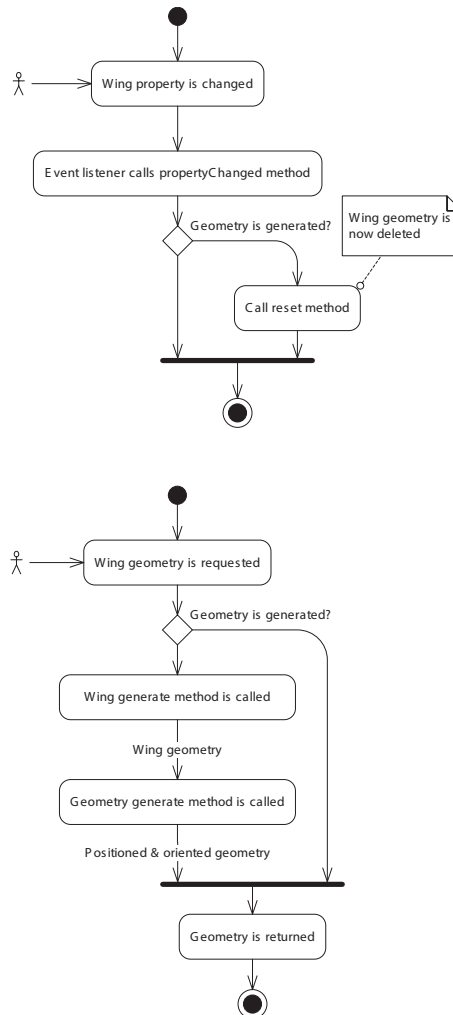 Wing property is changed
Event listener calls propertyChanged method
Geometry is generated?
Wing geometry is
now deleted
Call reset method
Wing geometry is requested
Geometry is generated?
Wing generate method is called
Wing geometry
Geometry generate method is called
Positioned & oriented geometry
Geometry is returned